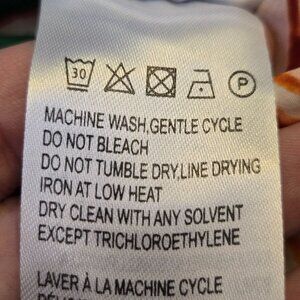 30 P
MACHINE WASH,GENTLE CYCLE
DO NOT BLEACH
DO NOT TUMBLE DRY,LINE DRYING
IRON AT LOW HEAT
DRY CLEAN WITH ANY SOLVENT
EXCEPT TRICHLOROETHYLENE
LAVER À LA MACHINE CYCLE